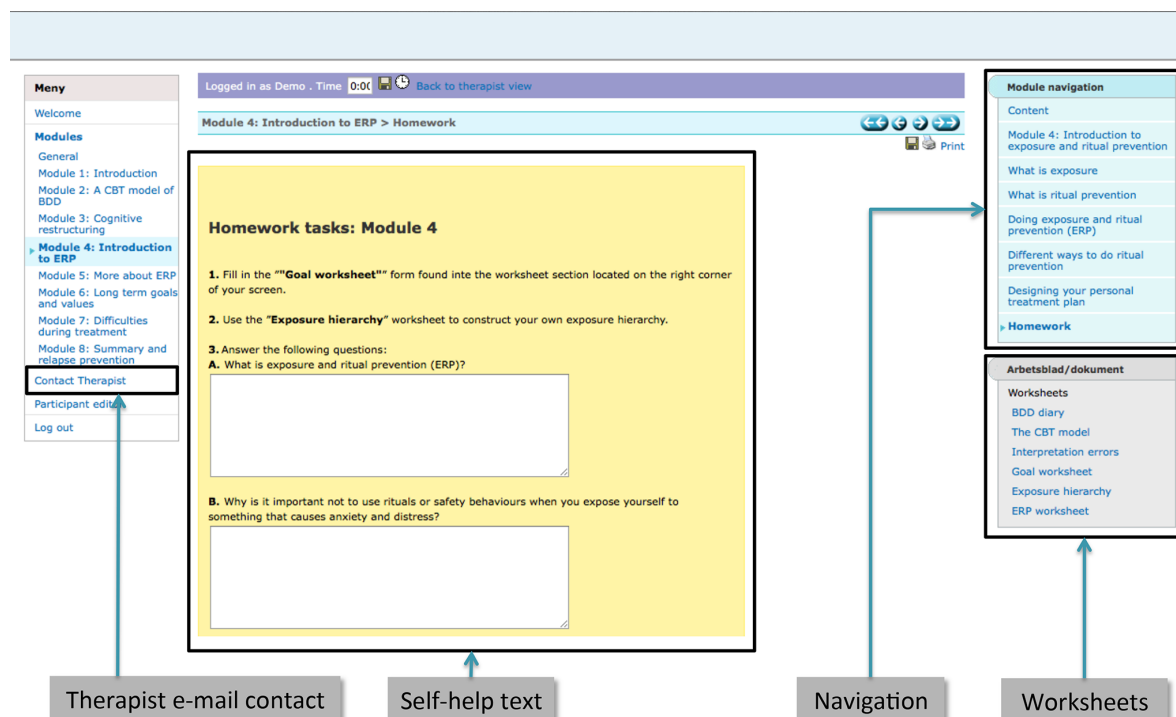 Meny
Welcome
Modules
General
Module 1: Introduction
Module 2: A CBT model of
BDD
Module 3: Cognitive
restructuring
Module 4: Introduction
to ERP
Module 5: More about ERP
Module 6: Long term goals
and values
Module 7: Difficulties
during treatment
Module 8: Summary and
relapse prevention
Contact Therapist
Participant edit
Log out
Logged in as Demo . Time 0:0( Back to therapist view
Module 4: Introduction to ERP > Homework
Print
Homework tasks: Module 4
1. Fill in the ""Goal worksheet"" form found inte the worksheet section located on the right corner
of your screen.
2. Use the "Exposure hierarchy" worksheet to construct your own exposure hierarchy.
3. Answer the following questions:
A. What is exposure and ritual prevention (ERP)?
B. Why is it important not to use rituals or safety behaviours when you expose yourself to
something that causes anxiety and distress?
Module navigation
Content
Module 4: Introduction to
exposure and ritual prevention
What is exposure
What is ritual prevention
Doing exposure and ritual
prevention (ERP)
Different ways to do ritual
prevention
Designing your personal
treatment plan
Homework
Arbetsblad/dokument
Worksheets
BDD diary
The CBT model
Interpretation errors
Goal worksheet
Exposure hierarchy
ERP worksheet
Therapist e-mail contact
Self-help text
Navigation
Worksheets